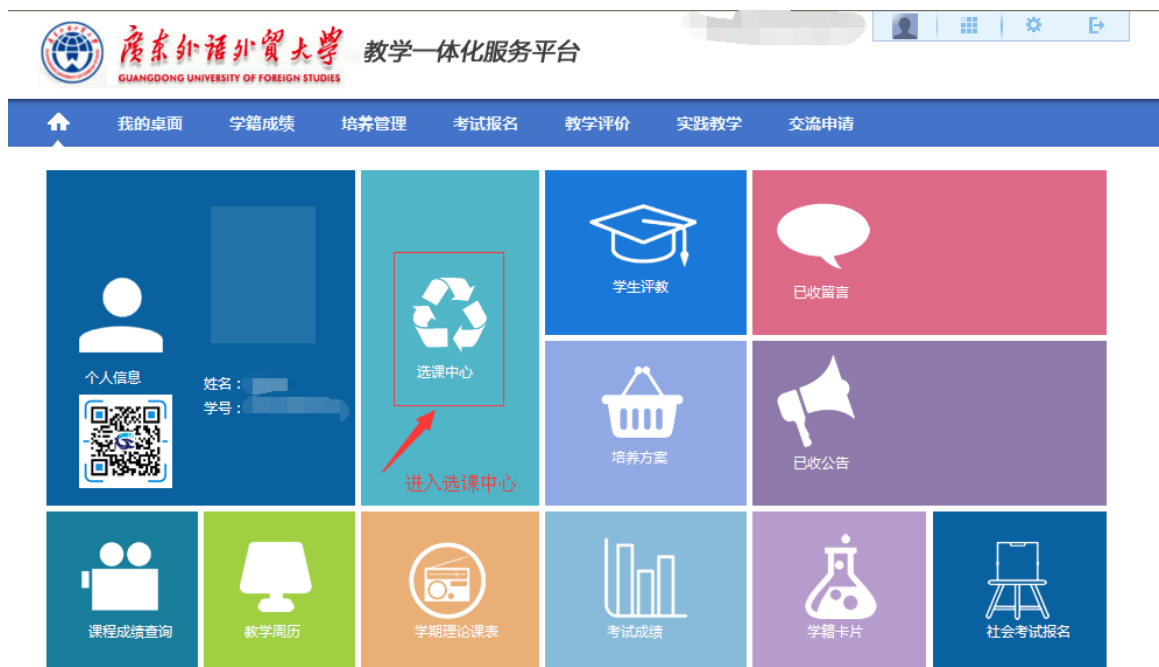 廣東外語外貿大學
GUANGDONG UNIVERSITY OF FOREIGN STUDIES
教学一体化服务平台
我的桌面 学籍成绩 培养管理 考试报名 教学评价 实践教学 交流申请
学生评教
已收留言
个人信息
姓名：
学号：
选课中心
进入选课中心
培养方案
已收公告
课程成绩查询
教学周历
学期理论课表
考试成绩
学籍卡片
社会考试报名